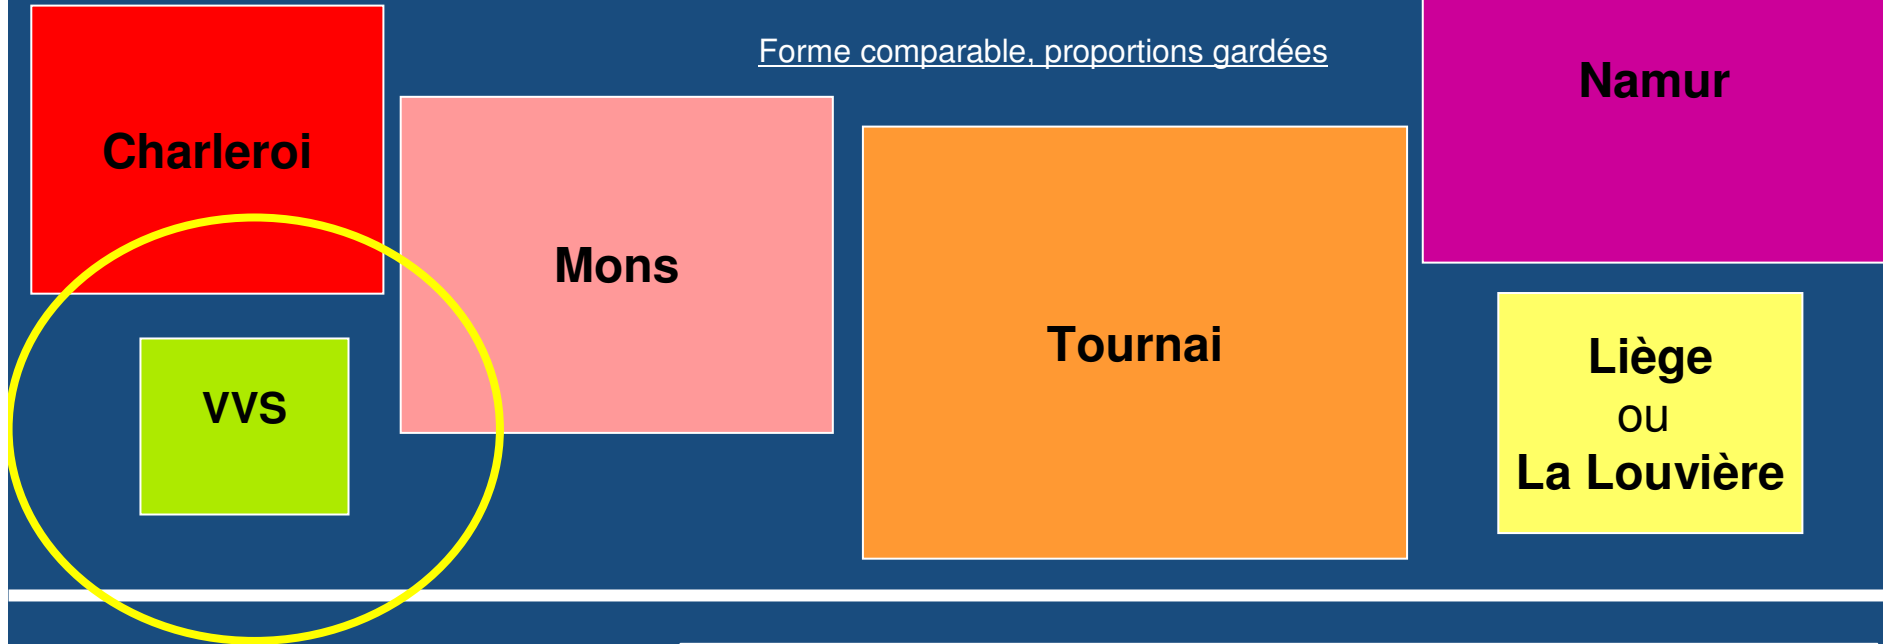 Forme comparable, proportions gardées
Namur
Charleroi
Mons
Tournai
Liège
ou
La Louvière
VVS